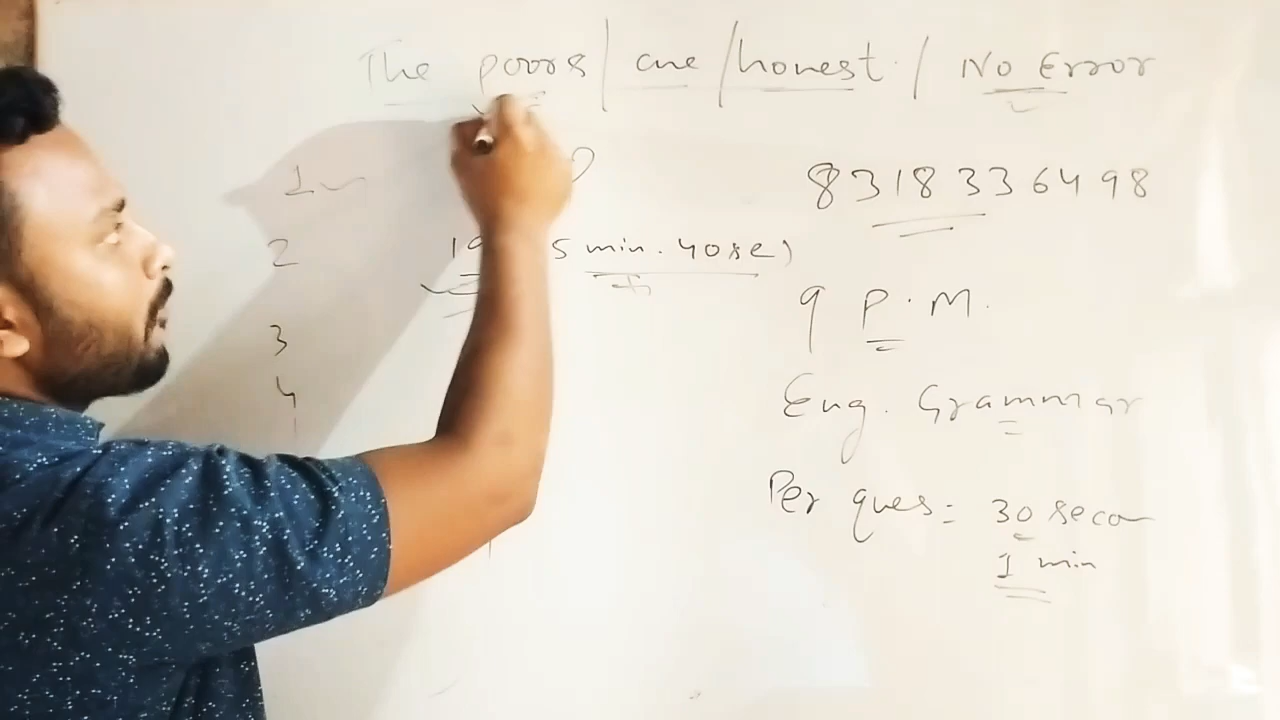 The poors / are / honest. / No Error
1
8318336498
2
5 min. 40 se)
9 P.M.
3
4
Eng. Grammar
Per ques = 30 secon
1 min